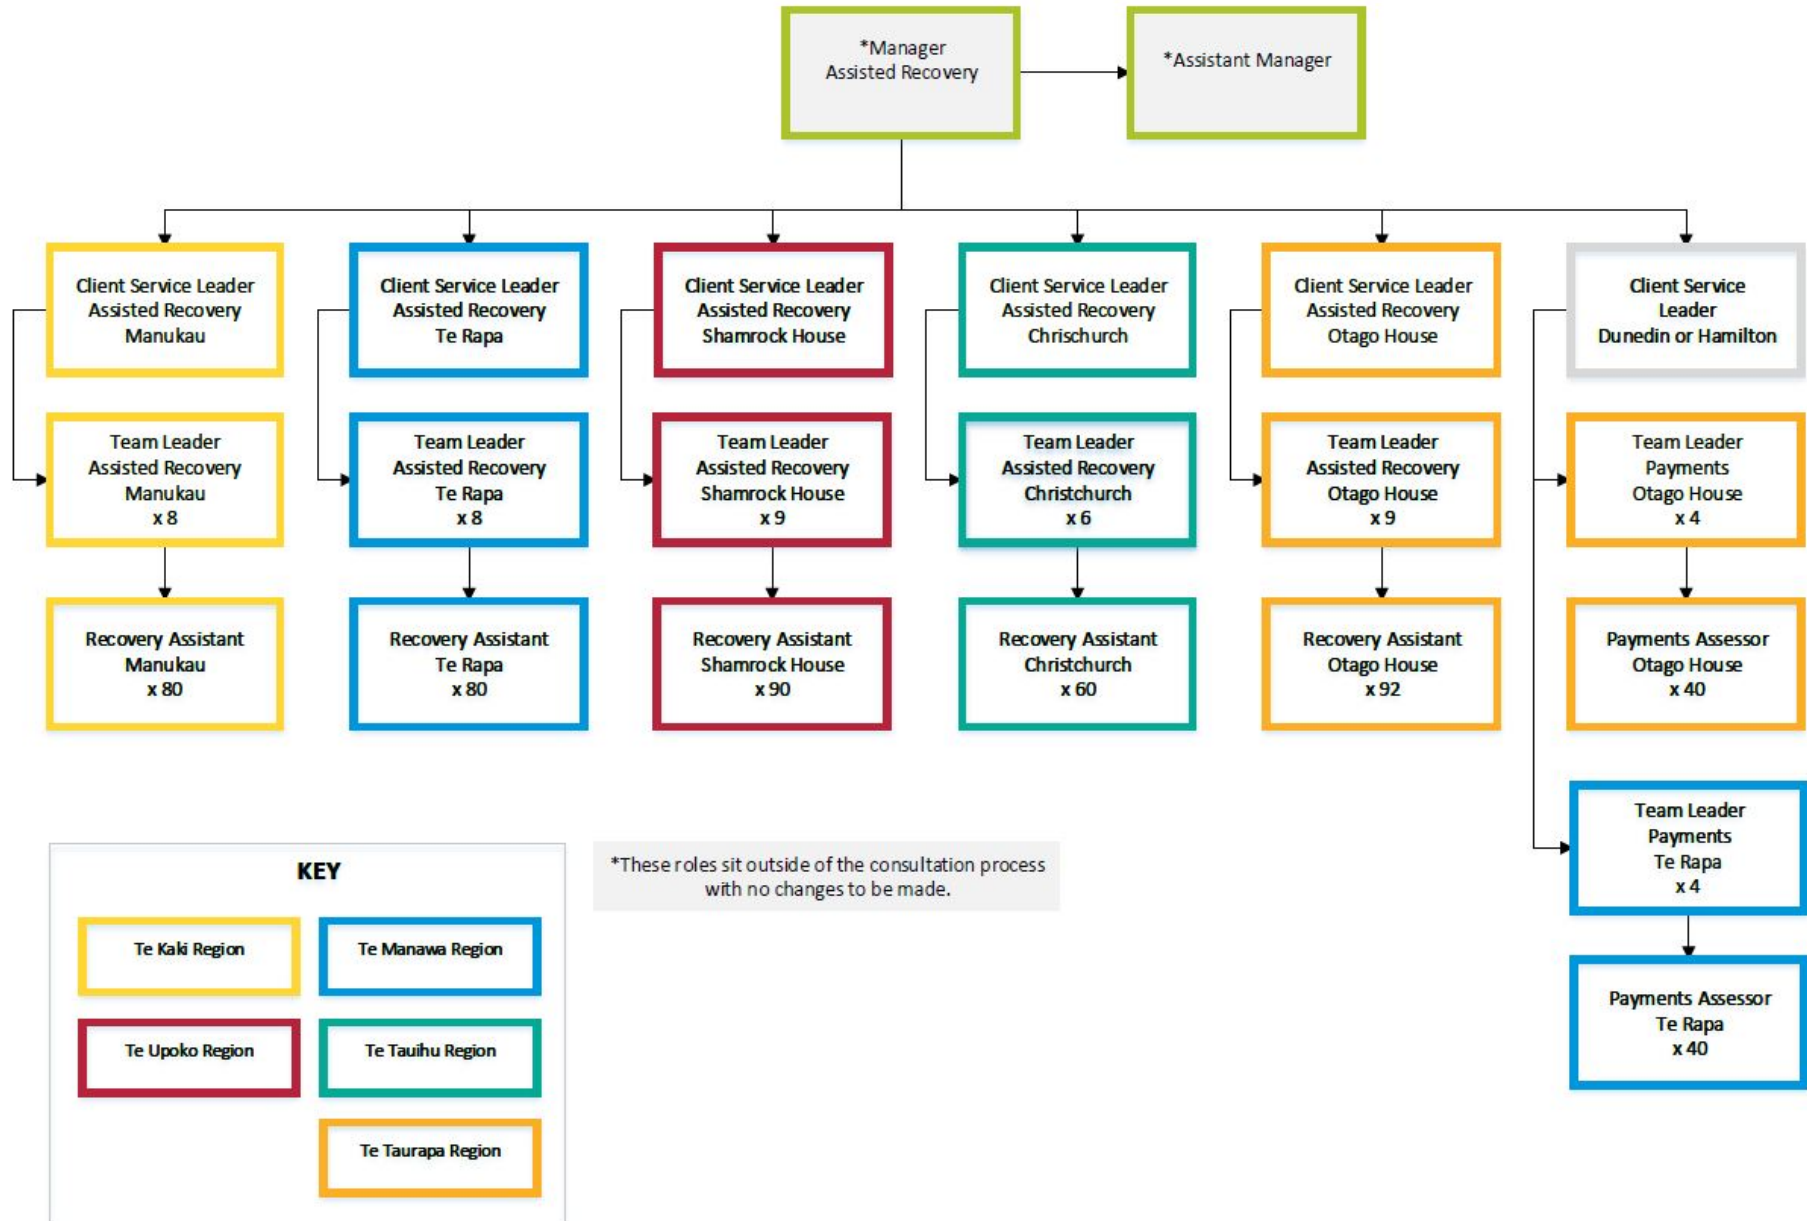 *Manager
Assisted Recovery
*Assistant Manager
Client Service Leader
Assisted Recovery
Manukau
Client Service Leader
Assisted Recovery
Te Rapa
Client Service Leader
Assisted Recovery
Shamrock House
Client Service Leader
Assisted Recovery
Chrischurch
Client Service Leader
Assisted Recovery
Otago House
Client Service
Leader
Dunedin or Hamilton
Team Leader
Assisted Recovery
Manukau
x 8
Team Leader
Assisted Recovery
Te Rapa
x 8
Team Leader
Assisted Recovery
Shamrock House
x 9
Team Leader
Assisted Recovery
Christchurch
x 6
Team Leader
Assisted Recovery
Otago House
x 9
Team Leader
Payments
Otago House
x 4
Recovery Assistant
Manukau
x 80
Recovery Assistant
Te Rapa
x 80
Recovery Assistant
Shamrock House
x 90
Recovery Assistant
Christchurch
x 60
Recovery Assistant
Otago House
x 92
Payments Assessor
Otago House
x 40
Team Leader
Payments
Te Rapa
x 4
Payments Assessor
Te Rapa
x 40
KEY
Te Kaki Region
Te Manawa Region
Te Upoko Region
Te Tauihu Region
Te Taurapa Region
*These roles sit outside of the consultation process
with no changes to be made.